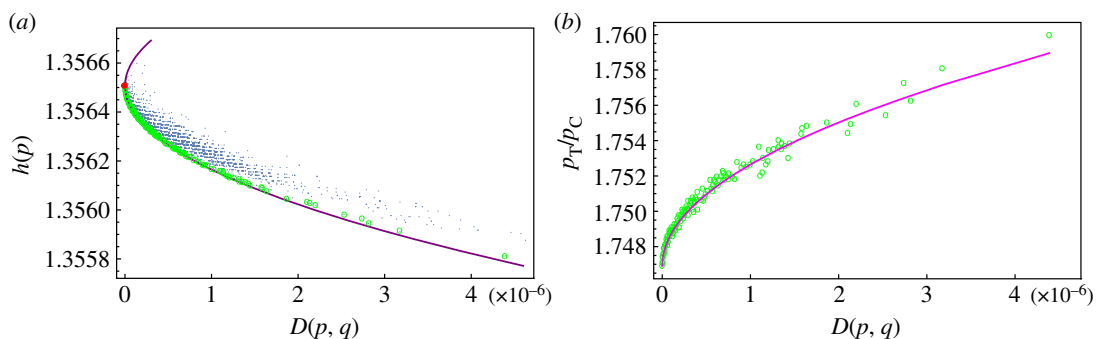 (a)
h(p)
1.3566
1.3564
1.3562
1.3560
1.3558
0 1 2 3 4 (×10⁻⁶)
D(p, q)
(b)
p_T/p_C
1.760
1.758
1.756
1.754
1.752
1.750
1.748
0 1 2 3 4 (×10⁻⁶)
D(p, q)